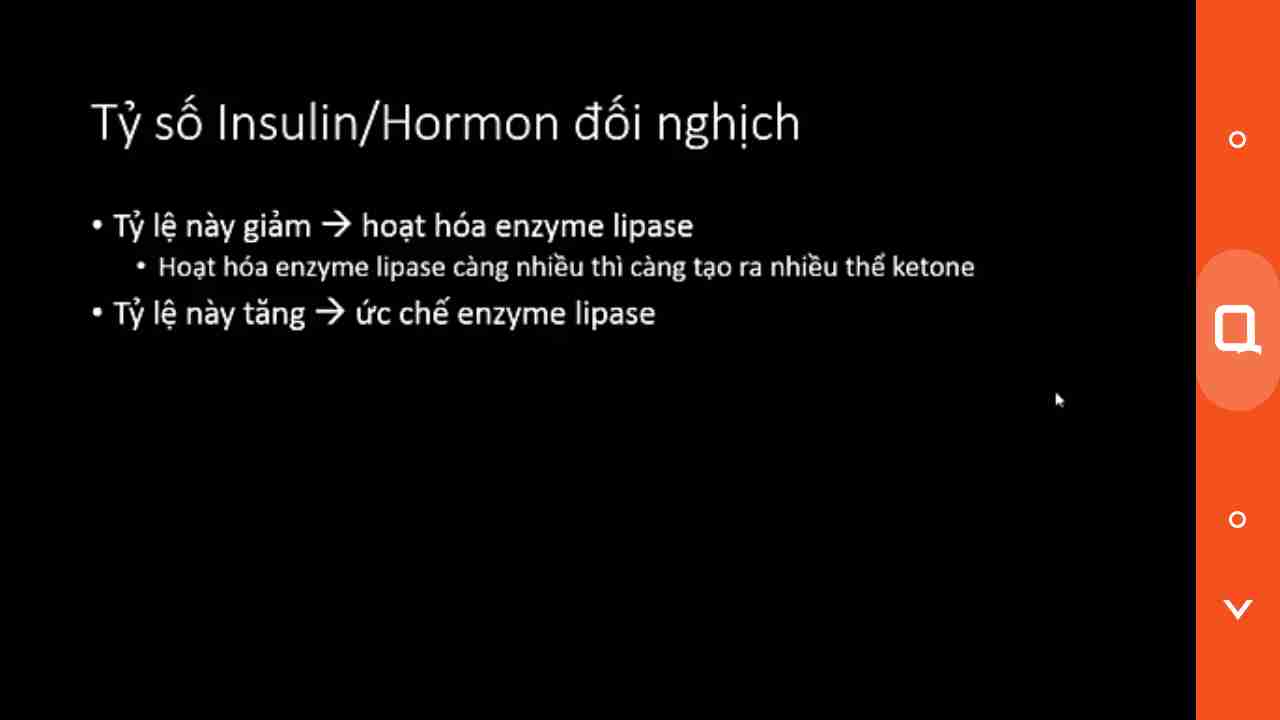 Tỷ số Insulin/Hormon đối nghịch
• Tỷ lệ này giảm → hoạt hóa enzyme lipase
• Hoạt hóa enzyme lipase càng nhiều thì càng tạo ra nhiều thể ketone
• Tỷ lệ này tăng → ức chế enzyme lipase